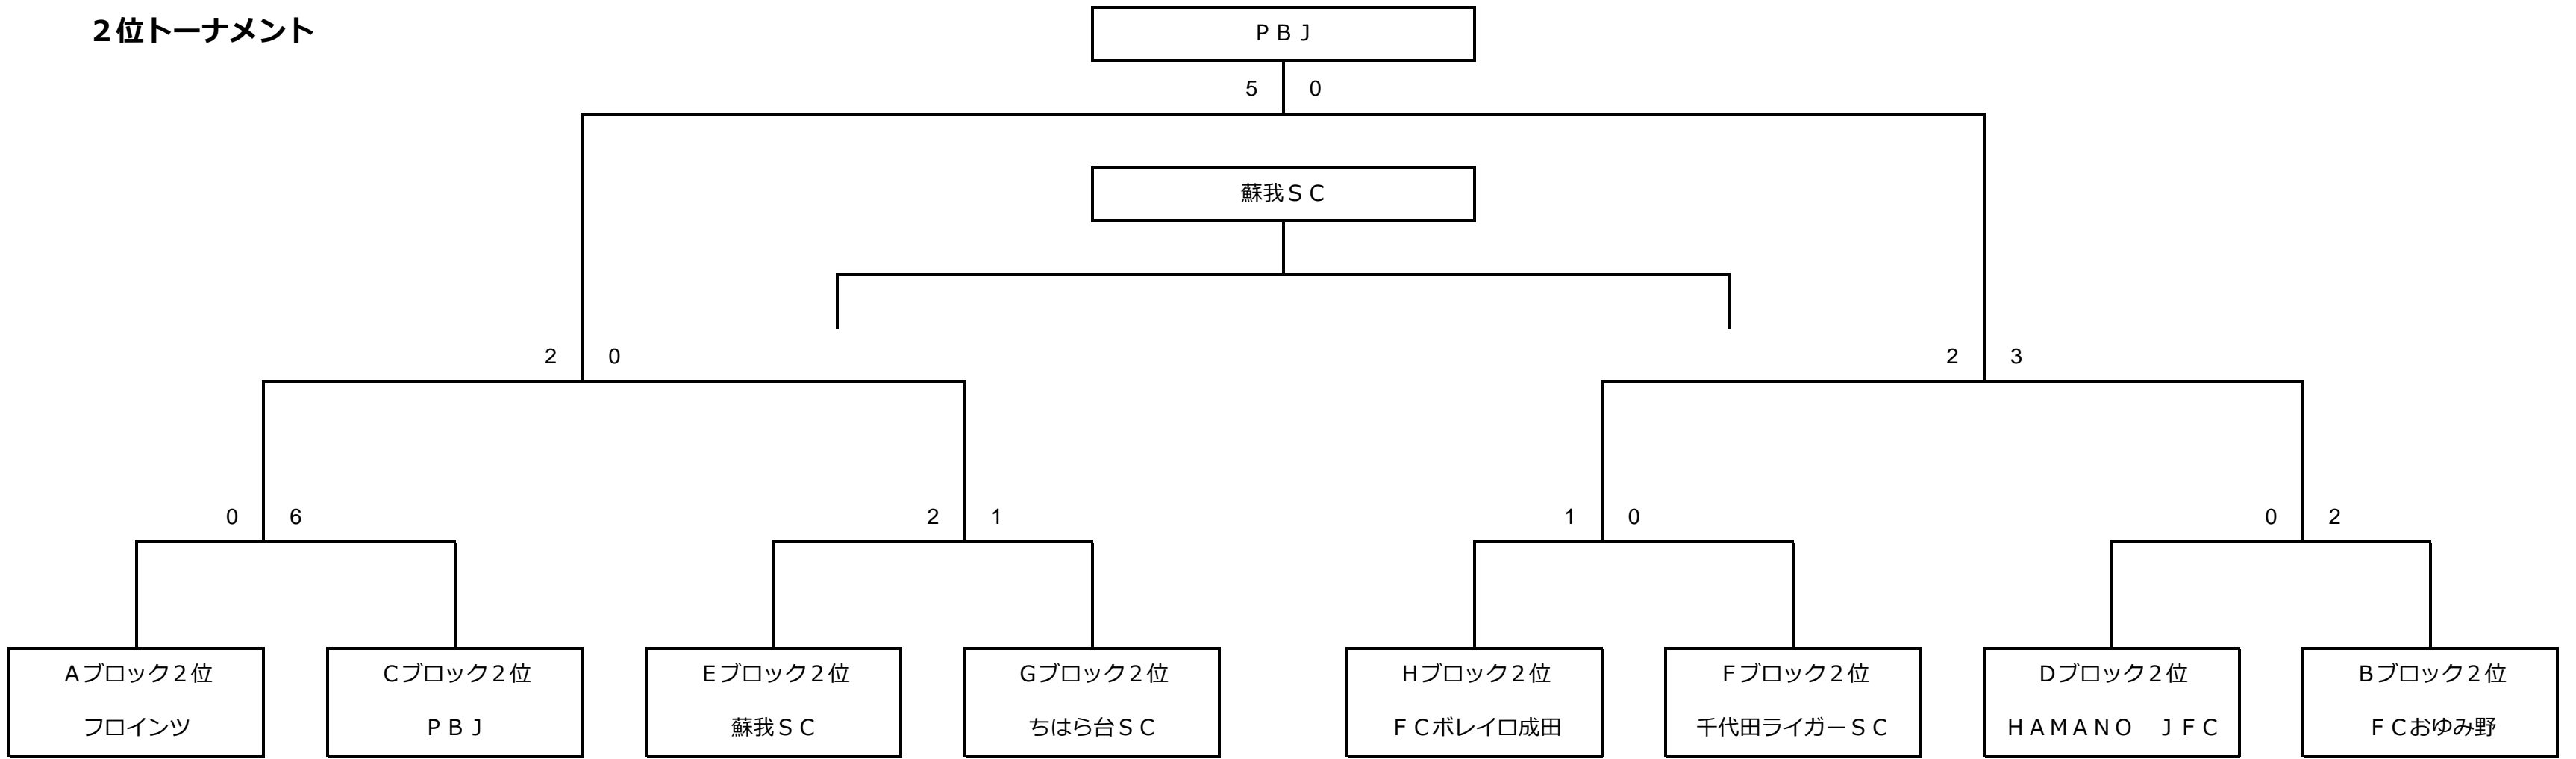 ２位トーナメント
ＰＢＪ
5 0
蘇我ＳＣ
2 0 2 3
0 6 2 1 1 0 0 2
Aブロック２位 Cブロック２位 Eブロック２位 Gブロック２位 Hブロック２位 Fブロック２位 Dブロック２位 Bブロック２位
フロインツ ＰＢＪ 蘇我ＳＣ ちはら台ＳＣ ＦＣボレイロ成田 千代田ライガーＳＣ ＨＡＭＡＮＯ　ＪＦＣ ＦＣおゆみ野